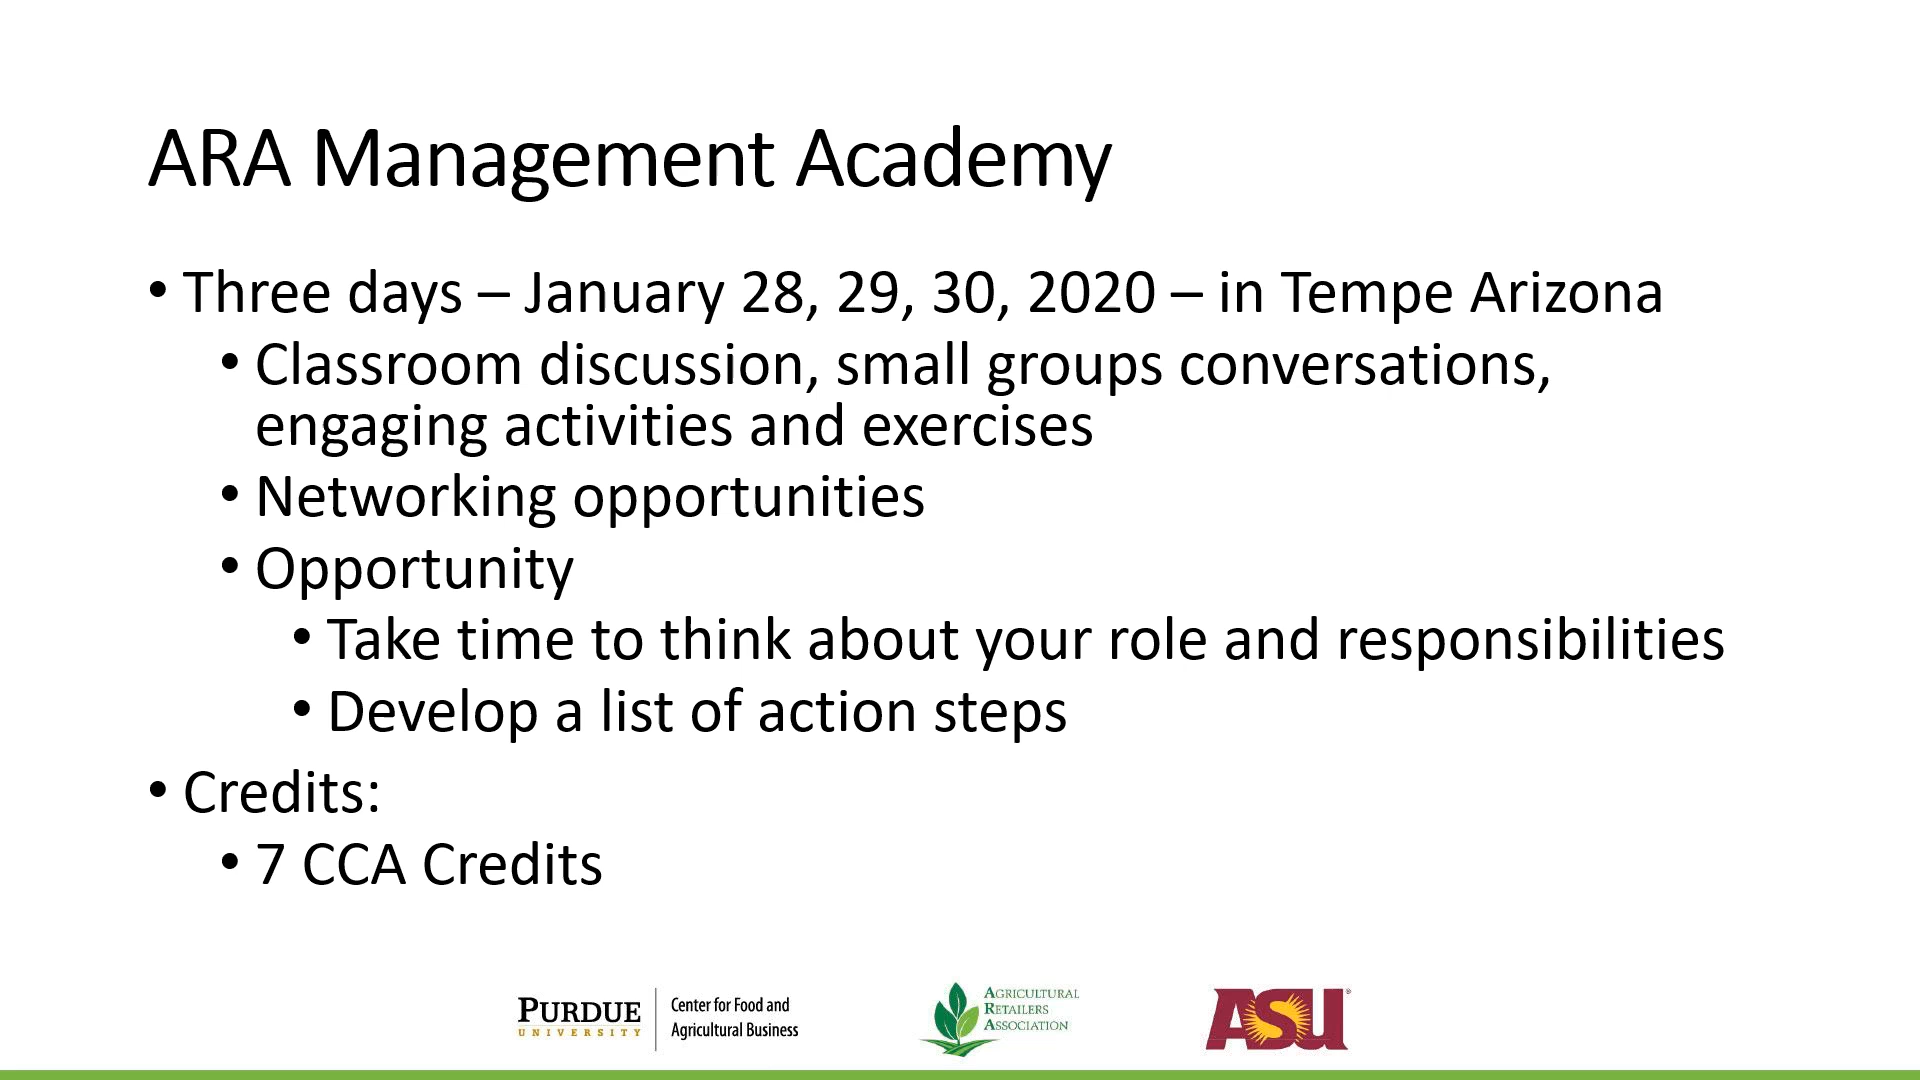 ARA Management Academy
• Three days – January 28, 29, 30, 2020 – in Tempe Arizona
• Classroom discussion, small groups conversations,
engaging activities and exercises
• Networking opportunities
• Opportunity
• Take time to think about your role and responsibilities
• Develop a list of action steps
• Credits:
• 7 CCA Credits
PURDUE
UNIVERSITY
Center for Food and
Agricultural Business
AGRICULTURAL
RETAILERS
ASSOCIATION
ASU®